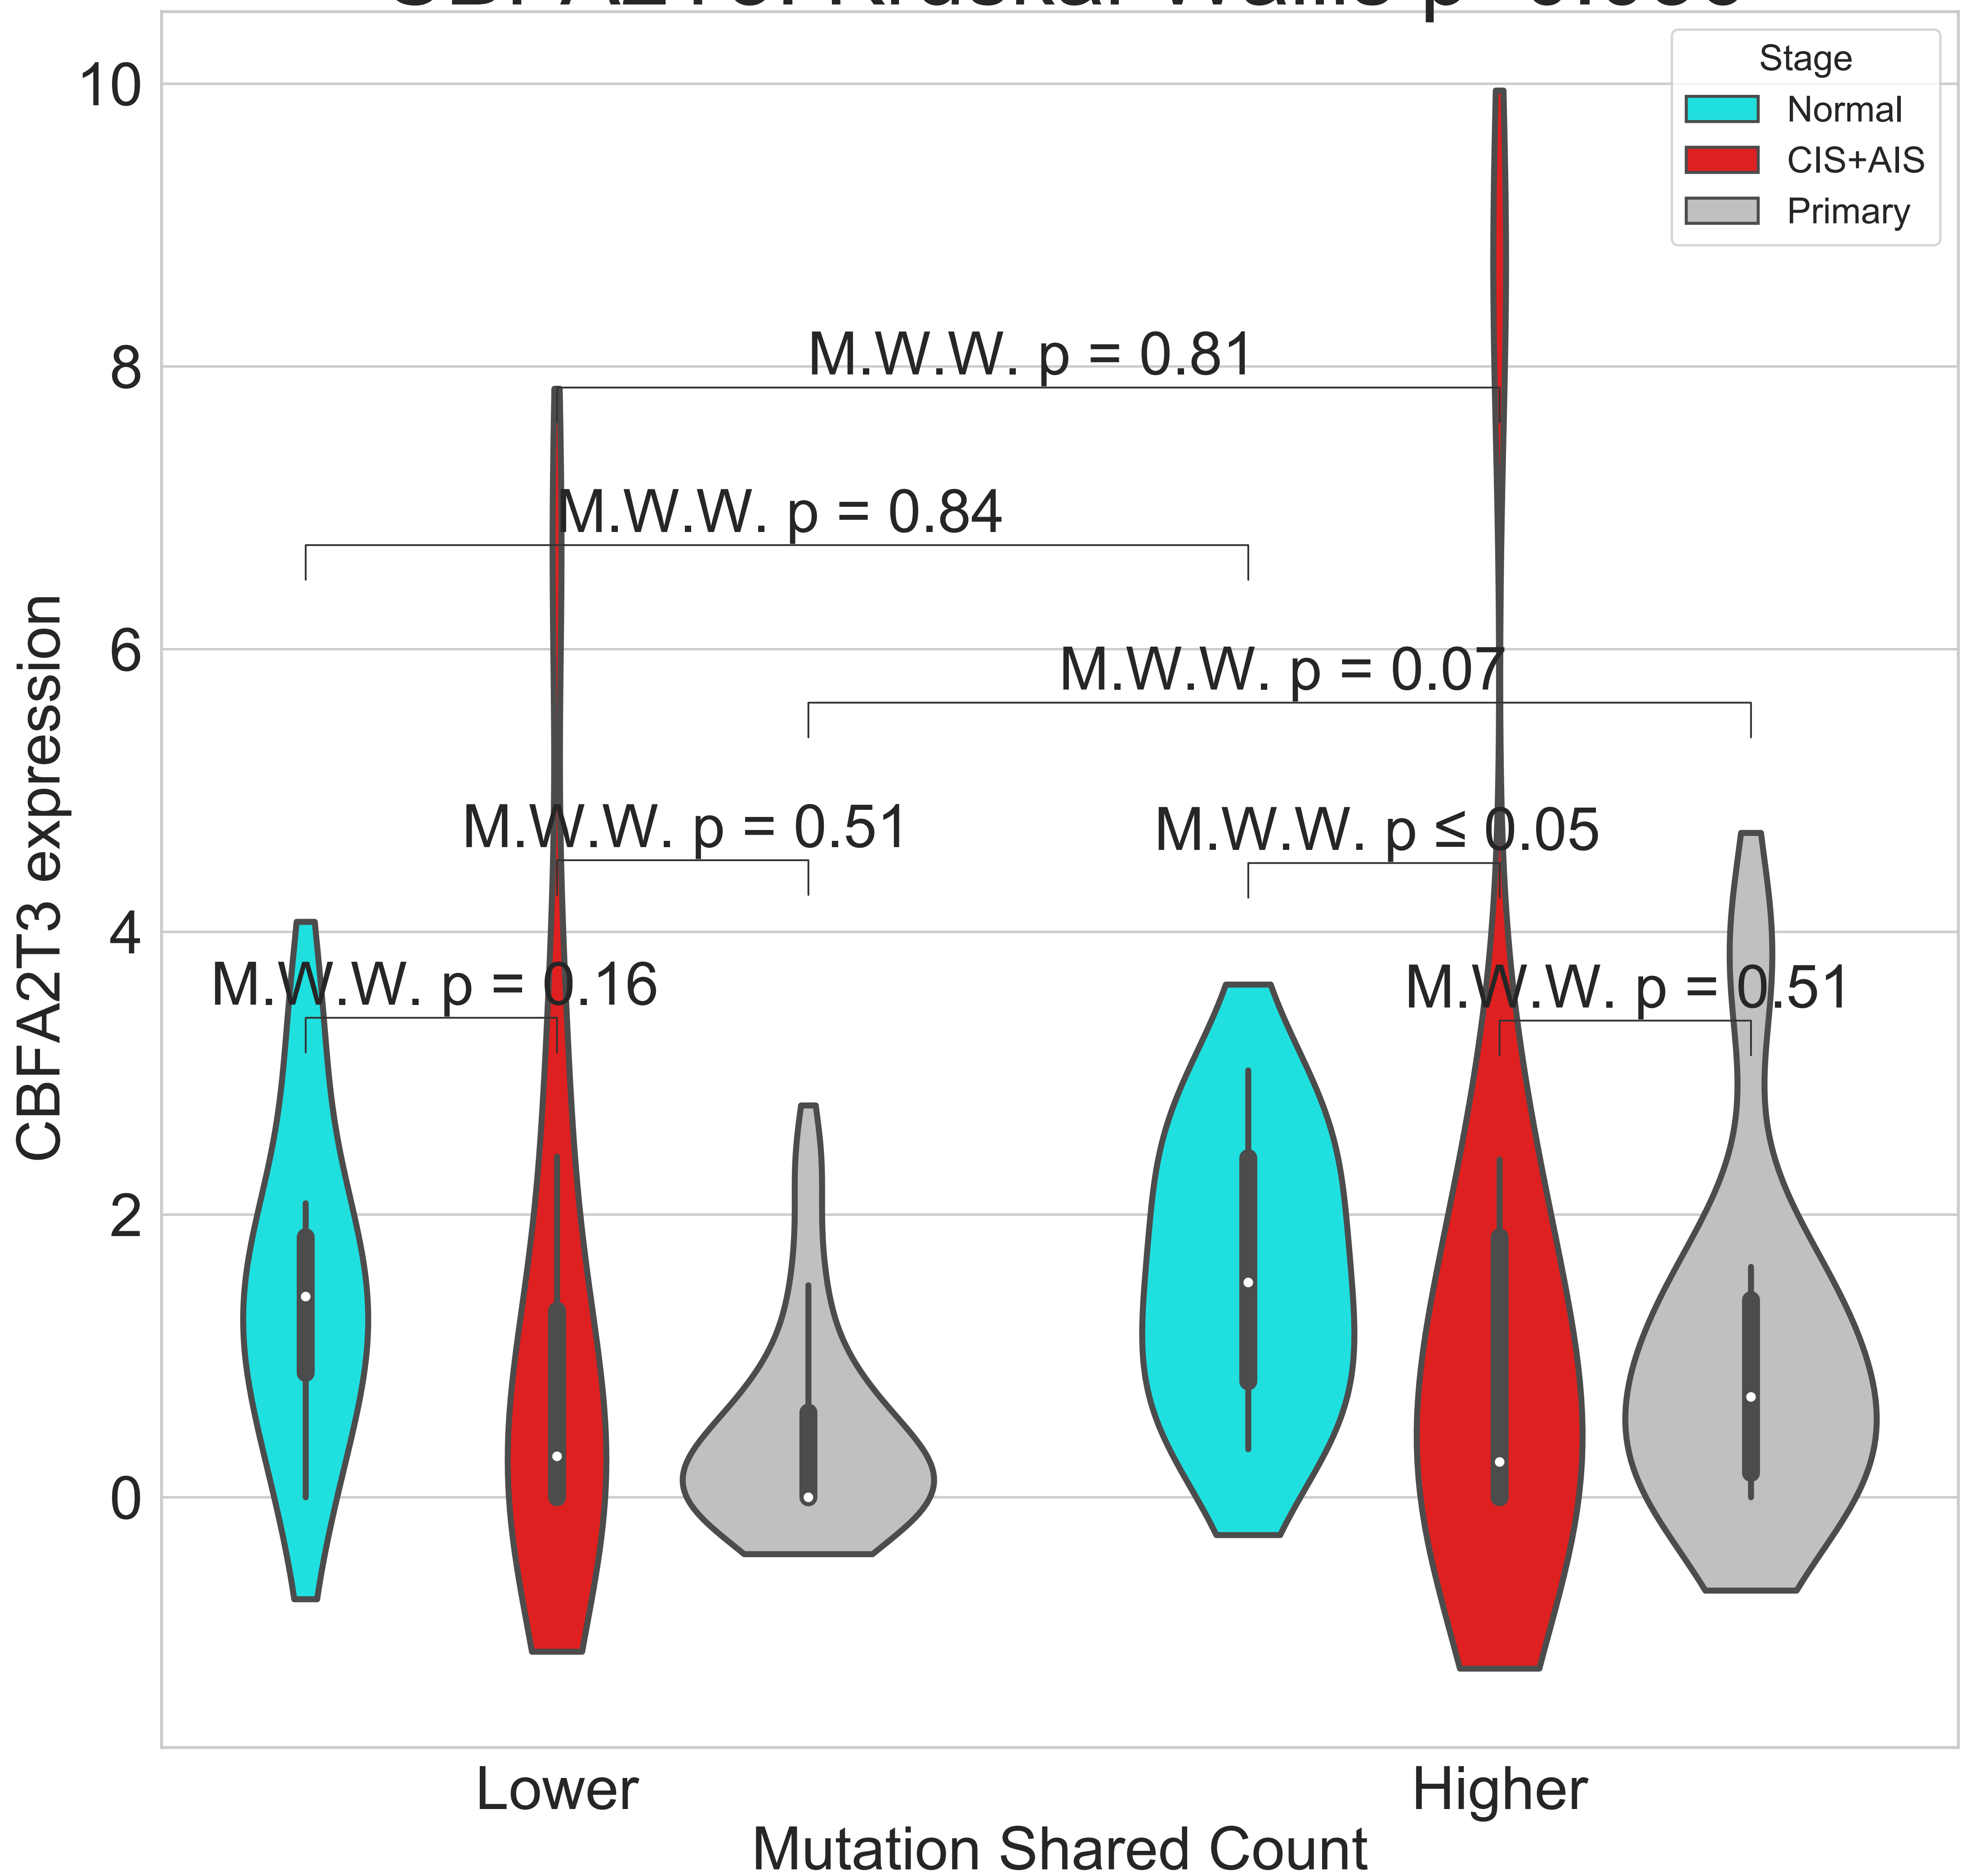 10
8
6
4
2
0
CBFA2T3 expression
Stage
Normal
CIS+AIS
Primary
M.W.W. p = 0.81
M.W.W. p = 0.84
M.W.W. p = 0.07
M.W.W. p = 0.51
M.W.W. p ≤ 0.05
M.W.W. p = 0.16
M.W.W. p = 0.51
Lower
Higher
Mutation Shared Count